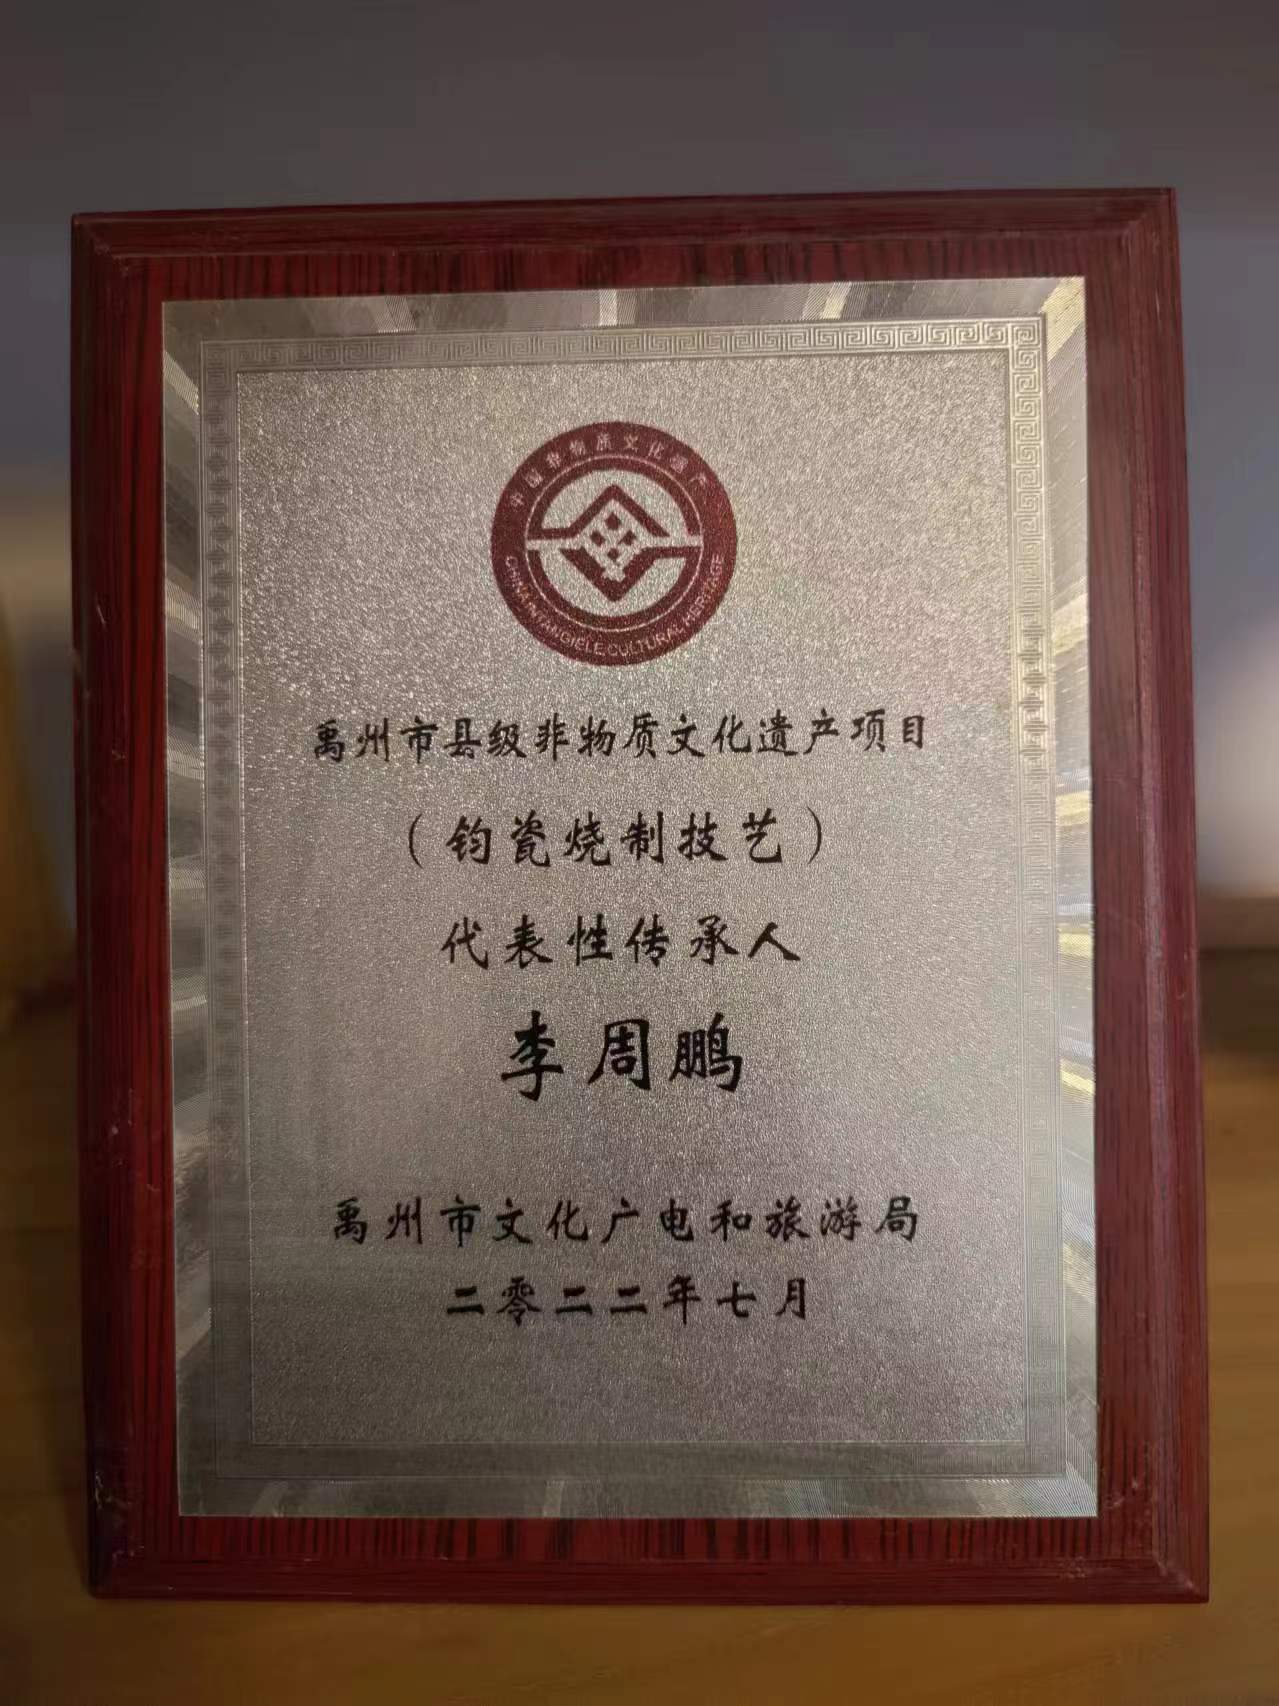 中国非物质文化遗产
CHINA INTANGIBLE CULTURAL HERITAGE
禹州市县级非物质文化遗产项目
（钧瓷烧制技艺）
代表性传承人
李周鹏
禹州市文化广电和旅游局
二零二二年七月